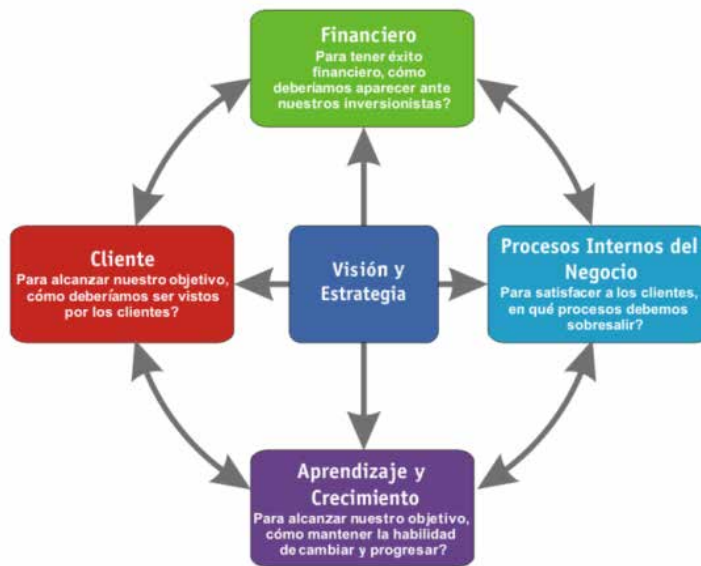 Financiero
Para tener éxito
financiero, cómo
deberíamos aparecer ante
nuestros inversionistas?
Cliente
Para alcanzar nuestro objetivo,
cómo deberíamos ser vistos
por los clientes?
Visión y
Estrategia
Procesos Internos del
Negocio
Para satisfacer a los clientes,
en qué procesos debemos
sobresalir?
Aprendizaje y
Crecimiento
Para alcanzar nuestro objetivo,
cómo mantener la habilidad
de cambiar y progresar?